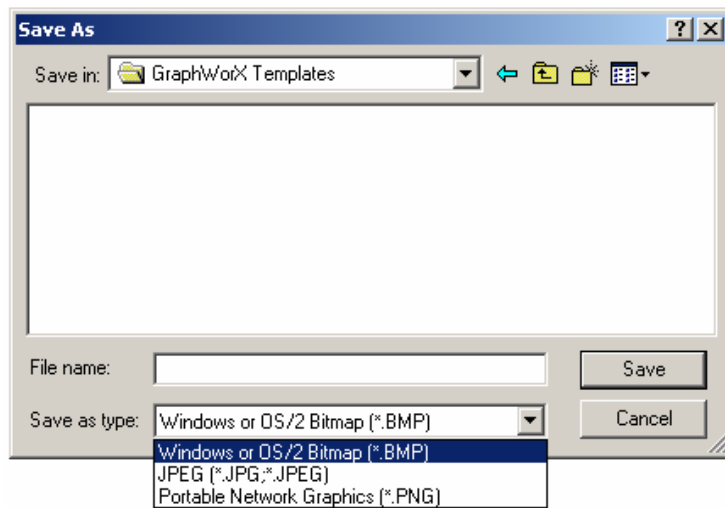 Save As
Save in: GraphWorX Templates
File name:
Save
Save as type: Windows or OS/2 Bitmap (*.BMP)
Cancel
Windows or OS/2 Bitmap (*.BMP)
JPEG (*.JPG;*.JPEG)
Portable Network Graphics (*.PNG)